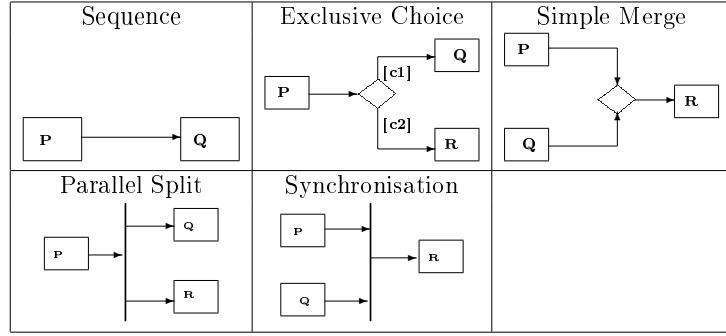 Sequence
P
Q
Exclusive Choice
P
[c1]
Q
[c2]
R
Simple Merge
P
Q
R
Parallel Split
P
Q
R
Synchronisation
P
Q
R